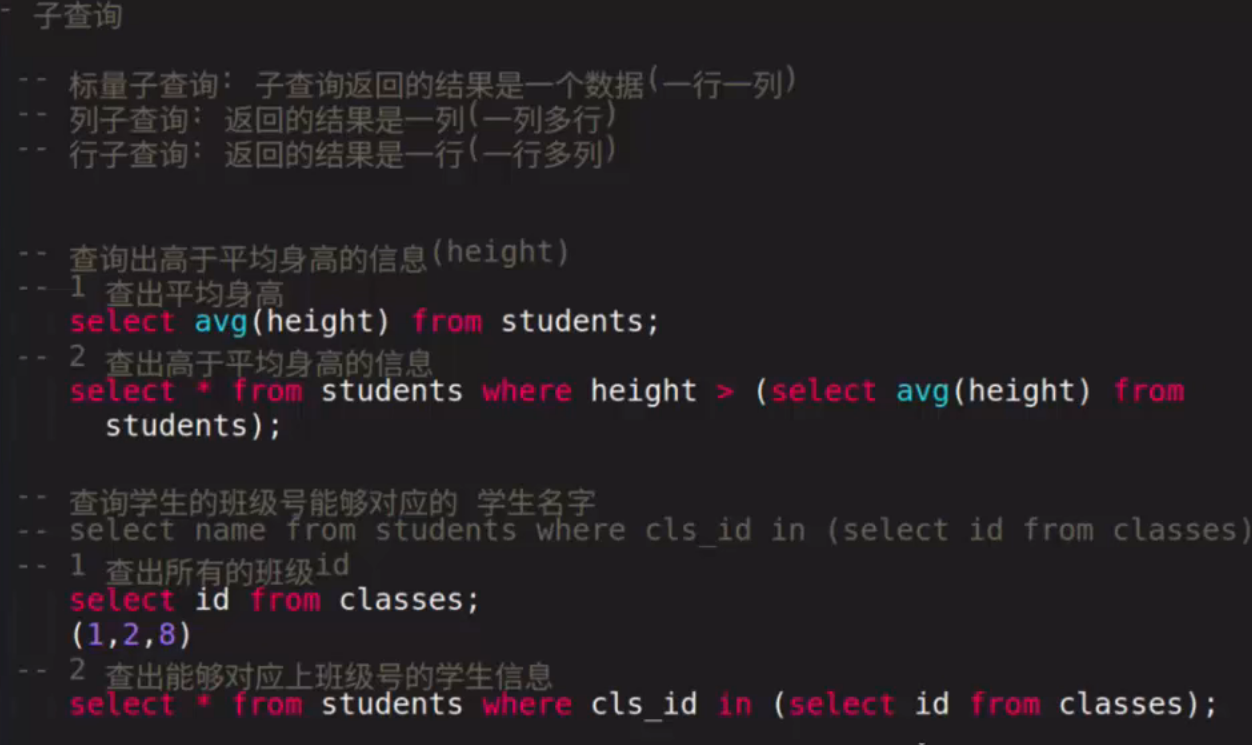 - 子查询
-- 标量子查询: 子查询返回的结果是一个数据(一行一列)
-- 列子查询: 返回的结果是一列(一列多行)
-- 行子查询: 返回的结果是一行(一行多列)
-- 查询出高于平均身高的信息(height)
-- 1 查出平均身高
select avg(height) from students;
-- 2 查出高于平均身高的信息
select * from students where height > (select avg(height) from
students);
-- 查询学生的班级号能够对应的 学生名字
-- select name from students where cls_id in (select id from classes)
-- 1 查出所有的班级id
select id from classes;
(1,2,8)
-- 2 查出能够对应上班级号的学生信息
select * from students where cls_id in (select id from classes);